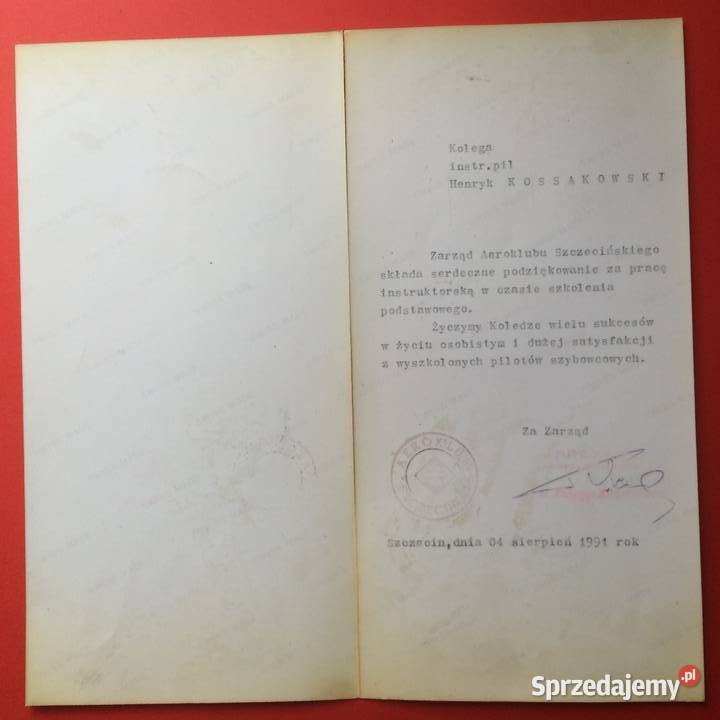 Kolega
instr.pil
Henryk K O S S A K O W S K I
Zarząd Aeroklubu Szczecińskiego
składa serdeczne podziękowanie za pracę
instruktorską w czasie szkolenia
podstawowego.
Życzymy Koledze wielu sukcesów
w życiu osobistym i dużej satysfakcji
z wyszkolonych pilotów szybowcowych.
Za Zarząd
AEROKLUB
Szczecin,dnia 04 sierpień 1991 rok
Sprzedajemy.pl